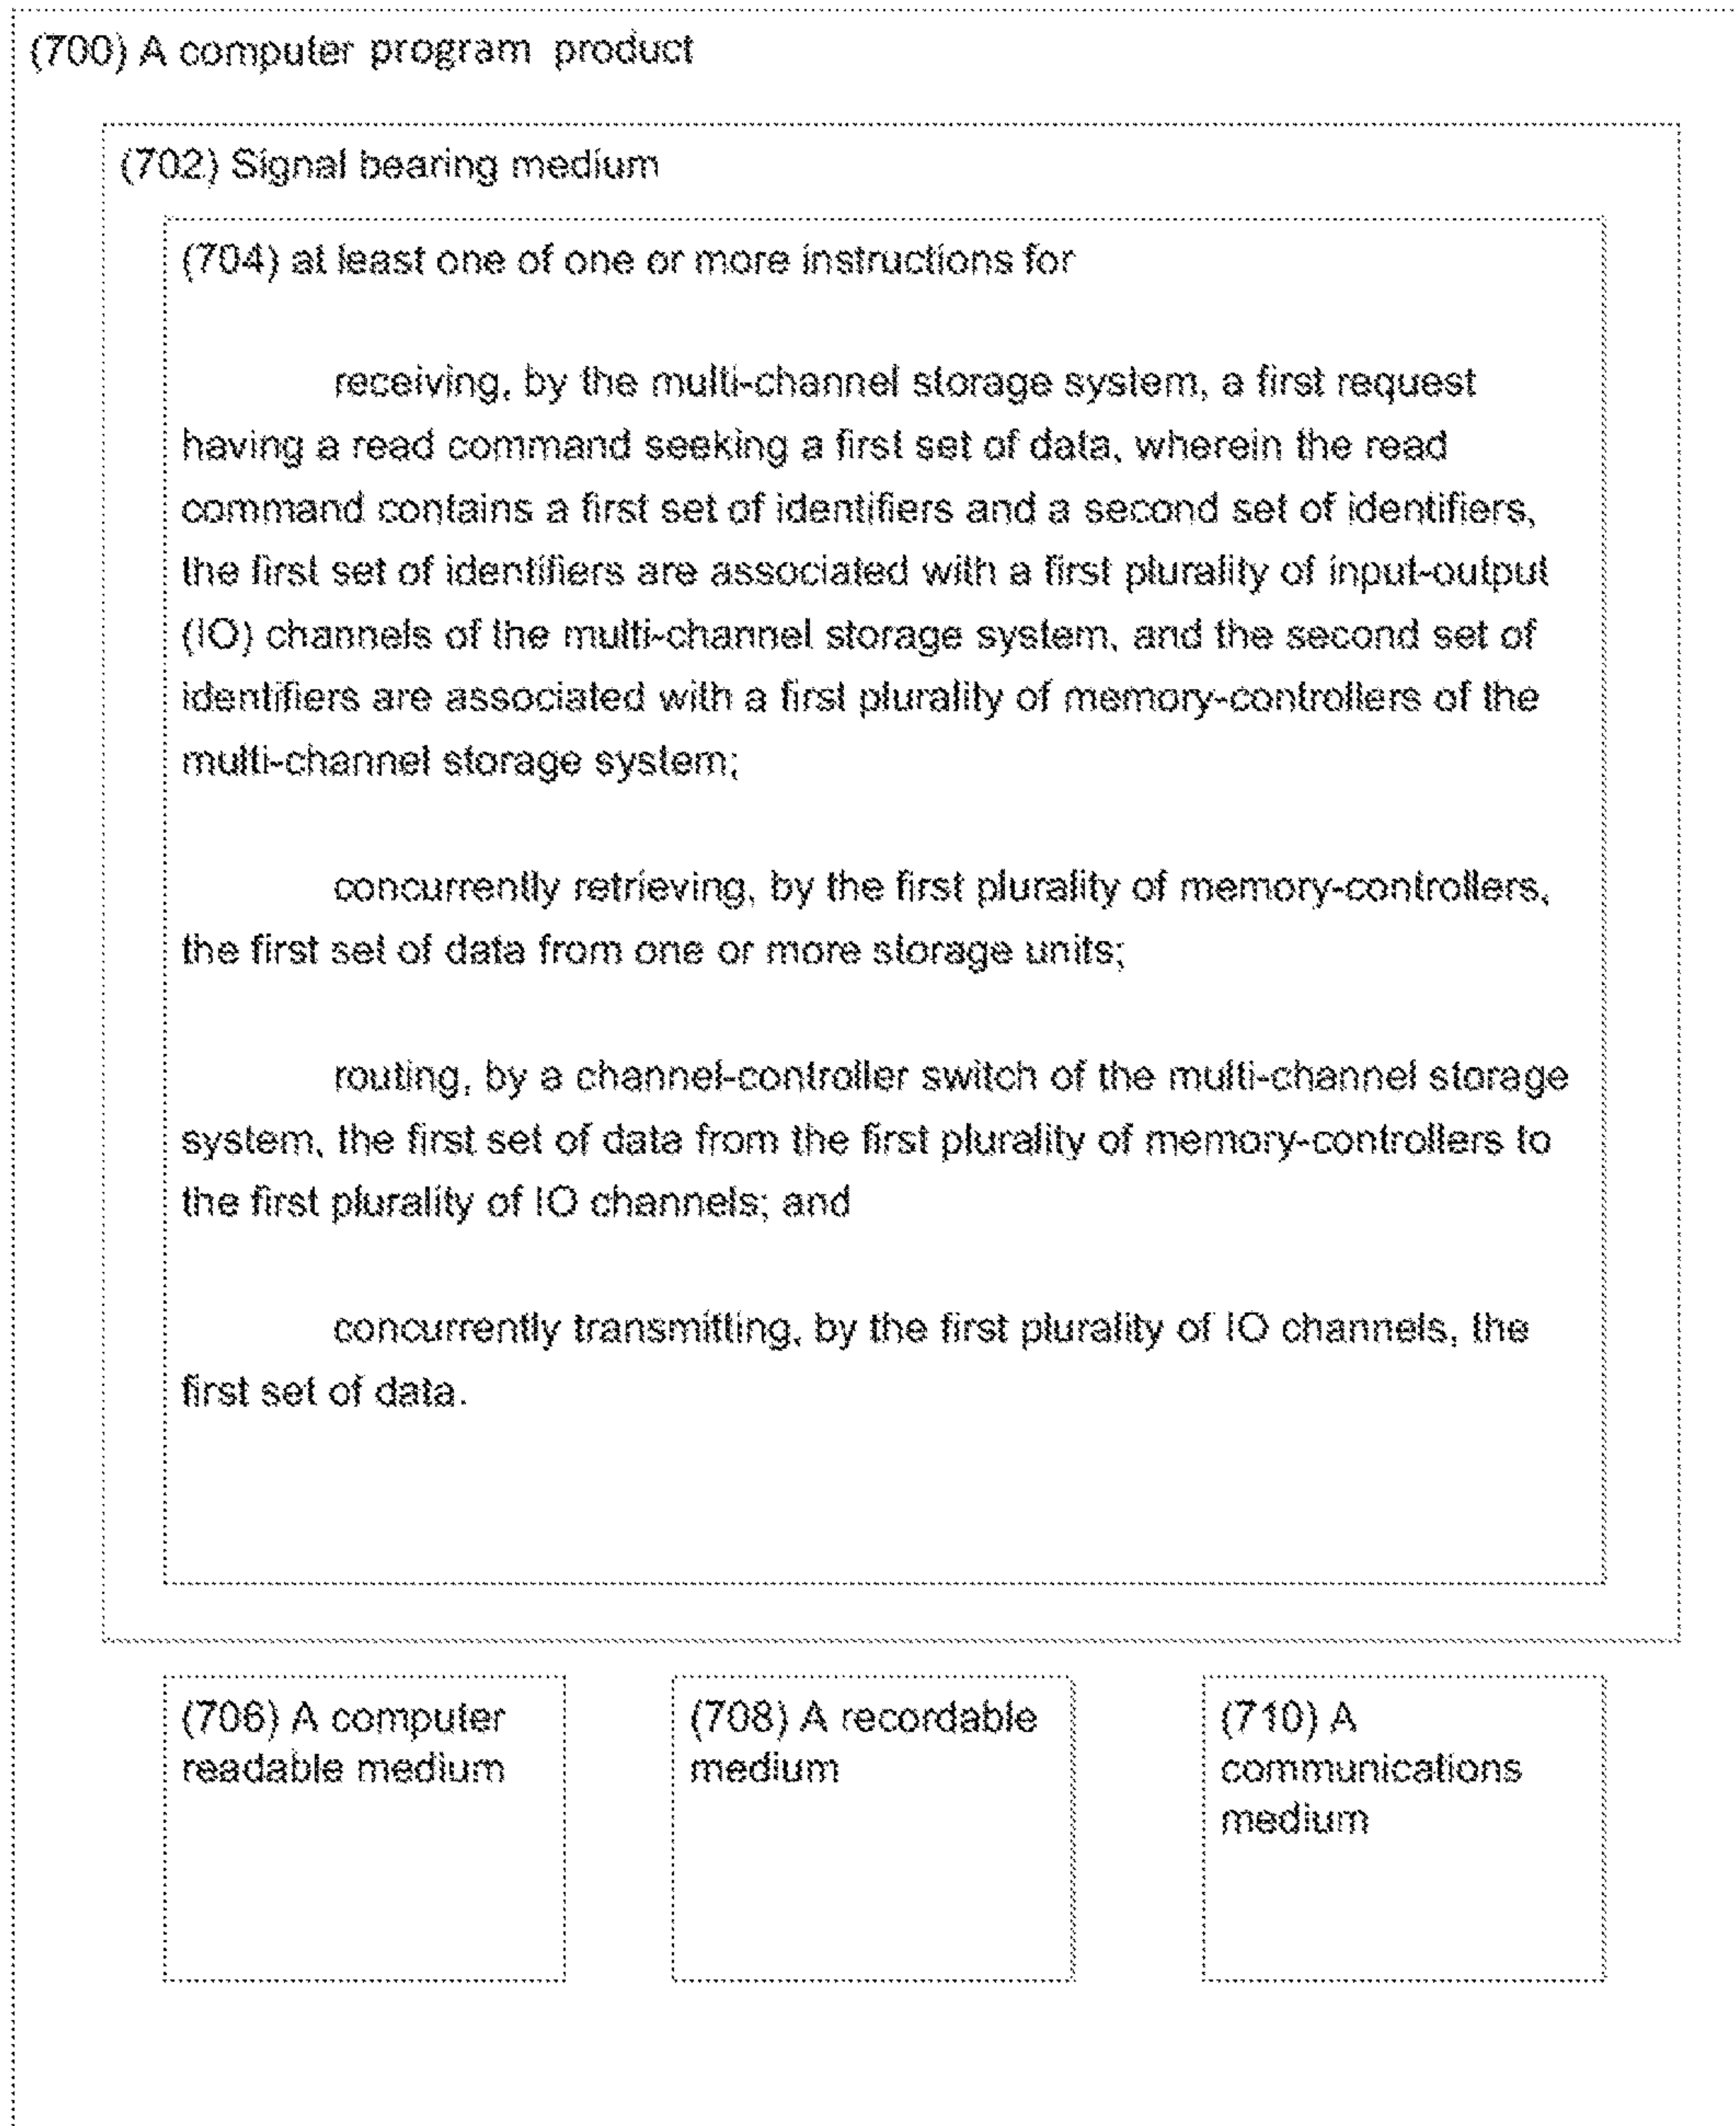 (700) A computer program product
(702) Signal bearing medium
(704) at least one of one or more instructions for
receiving, by the multi-channel storage system, a first request
having a read command seeking a first set of data, wherein the read
command contains a first set of identifiers and a second set of identifiers,
the first set of identifiers are associated with a first plurality of input-output
(IO) channels of the multi-channel storage system, and the second set of
identifiers are associated with a first plurality of memory-controllers of the
multi-channel storage system;
concurrently retrieving, by the first plurality of memory-controllers,
the first set of data from one or more storage units;
routing, by a channel-controller switch of the multi-channel storage
system, the first set of data from the first plurality of memory-controllers to
the first plurality of IO channels; and
concurrently transmitting, by the first plurality of IO channels, the
first set of data.
(706) A computer
readable medium
(708) A recordable
medium
(710) A
communications
medium